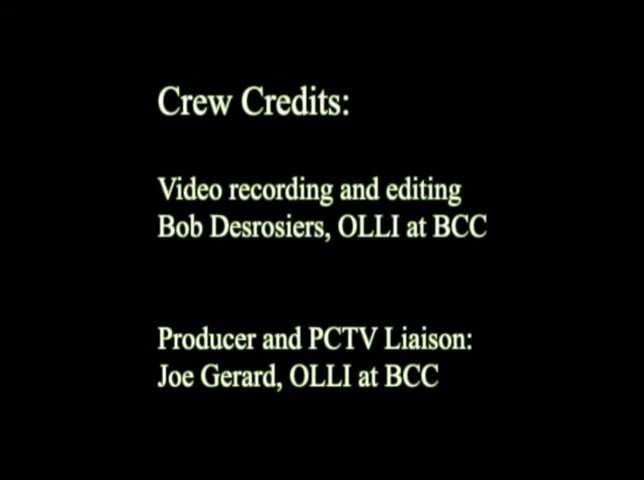 Crew Credits:
Video recording and editing
Bob Desrosiers, OLLI at BCC
Producer and PCTV Liaison:
Joe Gerard, OLLI at BCC